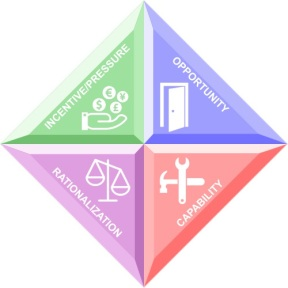 INCENTIVE/PRESSURE
OPPORTUNITY
RATIONALIZATION
CAPABILITY
$
€
¥
$
£